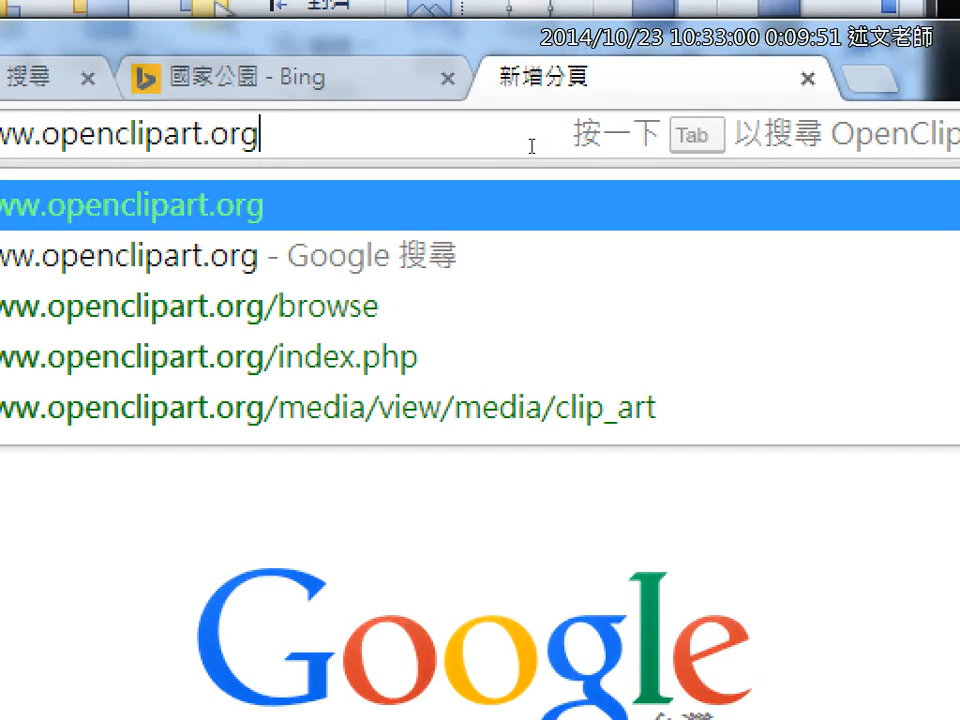 2014/10/23 10:33:00 0:09:51 述文老師
搜尋 國家公園 - Bing 新增分頁
ww.openclipart.org 按一下 Tab 以搜尋 OpenClip
ww.openclipart.org
ww.openclipart.org - Google 搜尋
ww.openclipart.org/browse
ww.openclipart.org/index.php
ww.openclipart.org/media/view/media/clip_art
Google